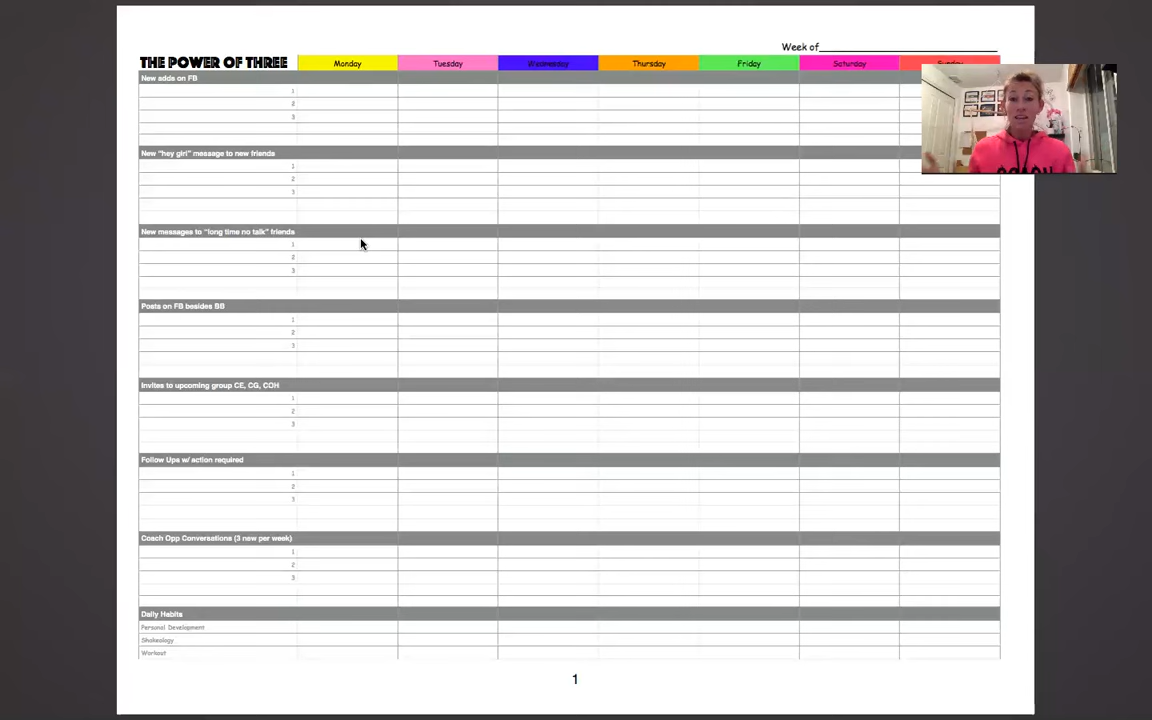 Week of
THE POWER OF THREE Monday Tuesday Wednesday Thursday Friday Saturday Sunday
New adds on FB
1
2
3
New "hey girl" message to new friends
1
2
3
New messages to "long time no talk" friends
1
2
3
Posts on FB besides BB
1
2
3
Invites to upcoming group CE, CG, COH
1
2
3
Follow Ups w/ action required
1
2
3
Coach Opp Conversations (3 new per week)
1
2
3
Daily Habits
Personal Development
Shakeology
Workout
1
COACH